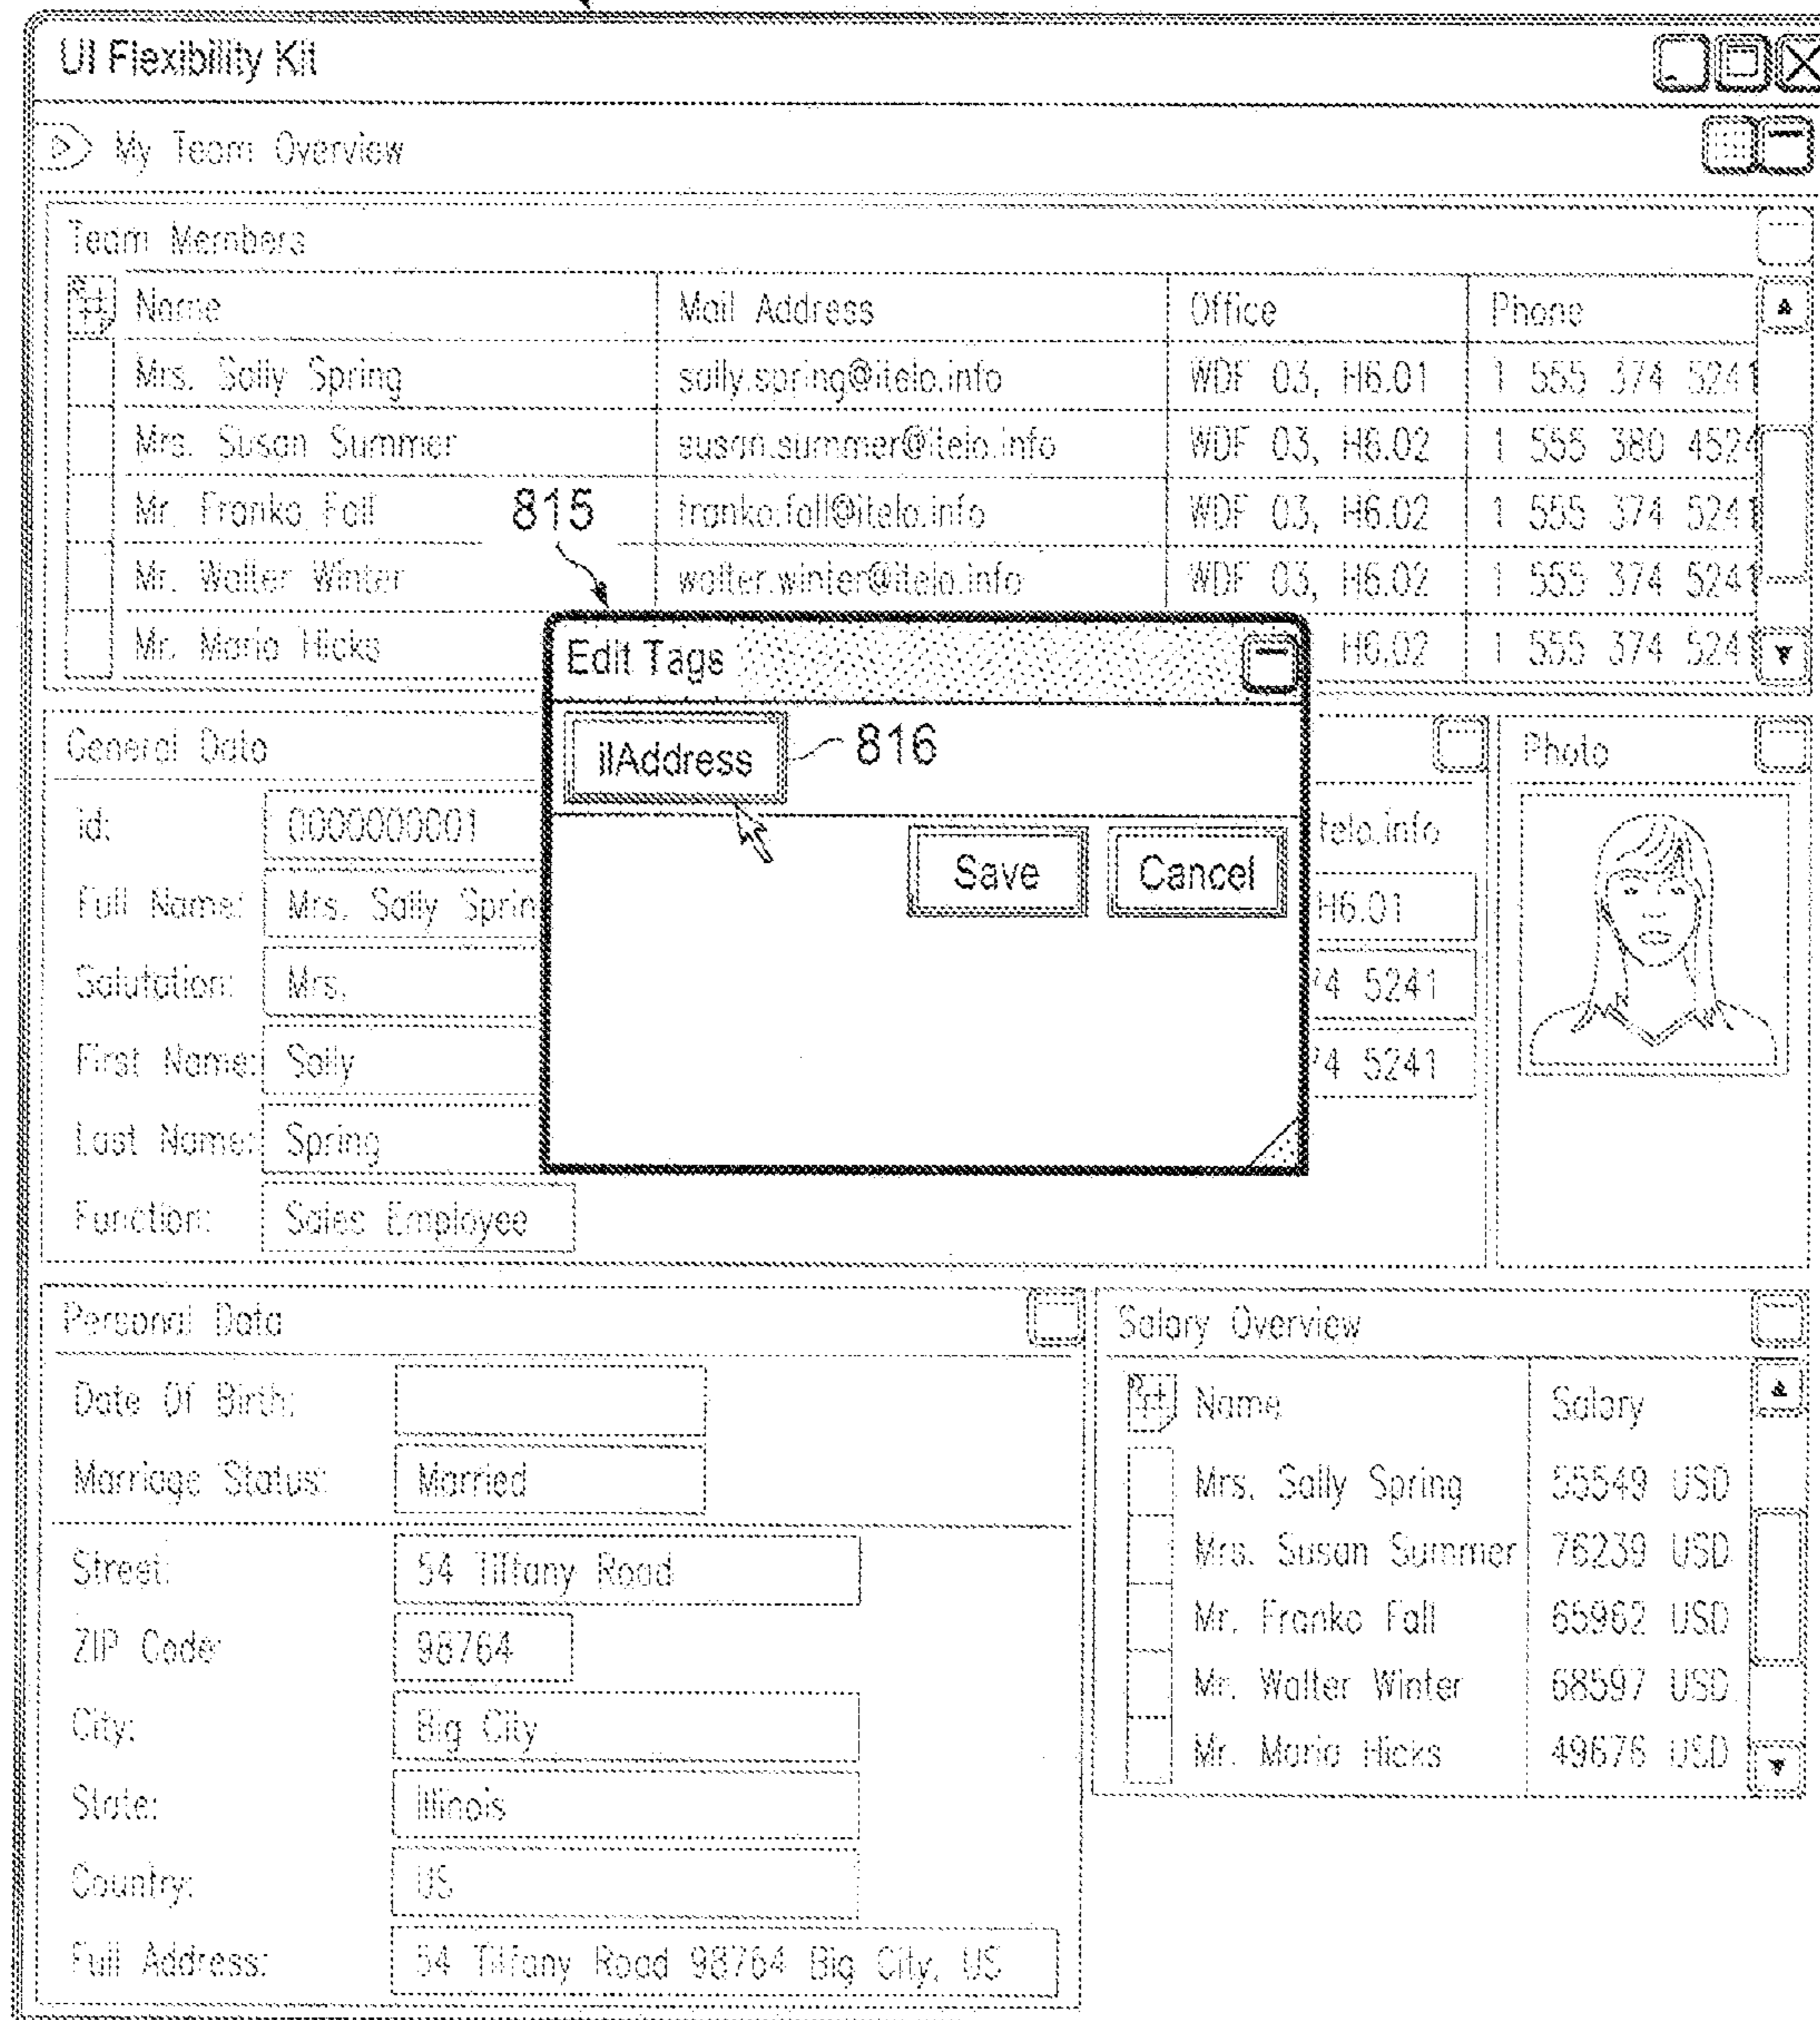 UI Flexibility Kit
My Team Overview
Team Members
Name Mail Address Office Phone
Mrs. Sally Spring sally.spring@itelo.info WDF 03, H6.01 1 555 374 5241
Mrs. Susan Summer susan.summer@itelo.info WDF 03, H6.02 1 555 380 4524
Mr. Franko Fall franko.fall@itelo.info WDF 03, H6.02 1 555 374 5241
815
Mr. Walter Winter walter.winter@itelo.info WDF 03, H6.02 1 555 374 5241
Mr. Mario Hicks H6.02 1 555 374 5241
Edit Tags
ilAddress 816
Save Cancel
General Data Photo
Id: 0000000001 telo.info
Full Name: Mrs. Sally Sprin H6.01
Salutation: Mrs. 74 5241
First Name: Sally 74 5241
Last Name: Spring
Function: Sales Employee
Personal Data
Date Of Birth:
Marriage Status: Married
Street: 54 Tiffany Road
ZIP Code: 98764
City: Big City
State: Illinois
Country: US
Full Address: 54 Tiffany Road 98764 Big City, US
Salary Overview
Name Salary
Mrs. Sally Spring 55549 USD
Mrs. Susan Summer 76239 USD
Mr. Franko Fall 65962 USD
Mr. Walter Winter 68597 USD
Mr. Mario Hicks 49676 USD